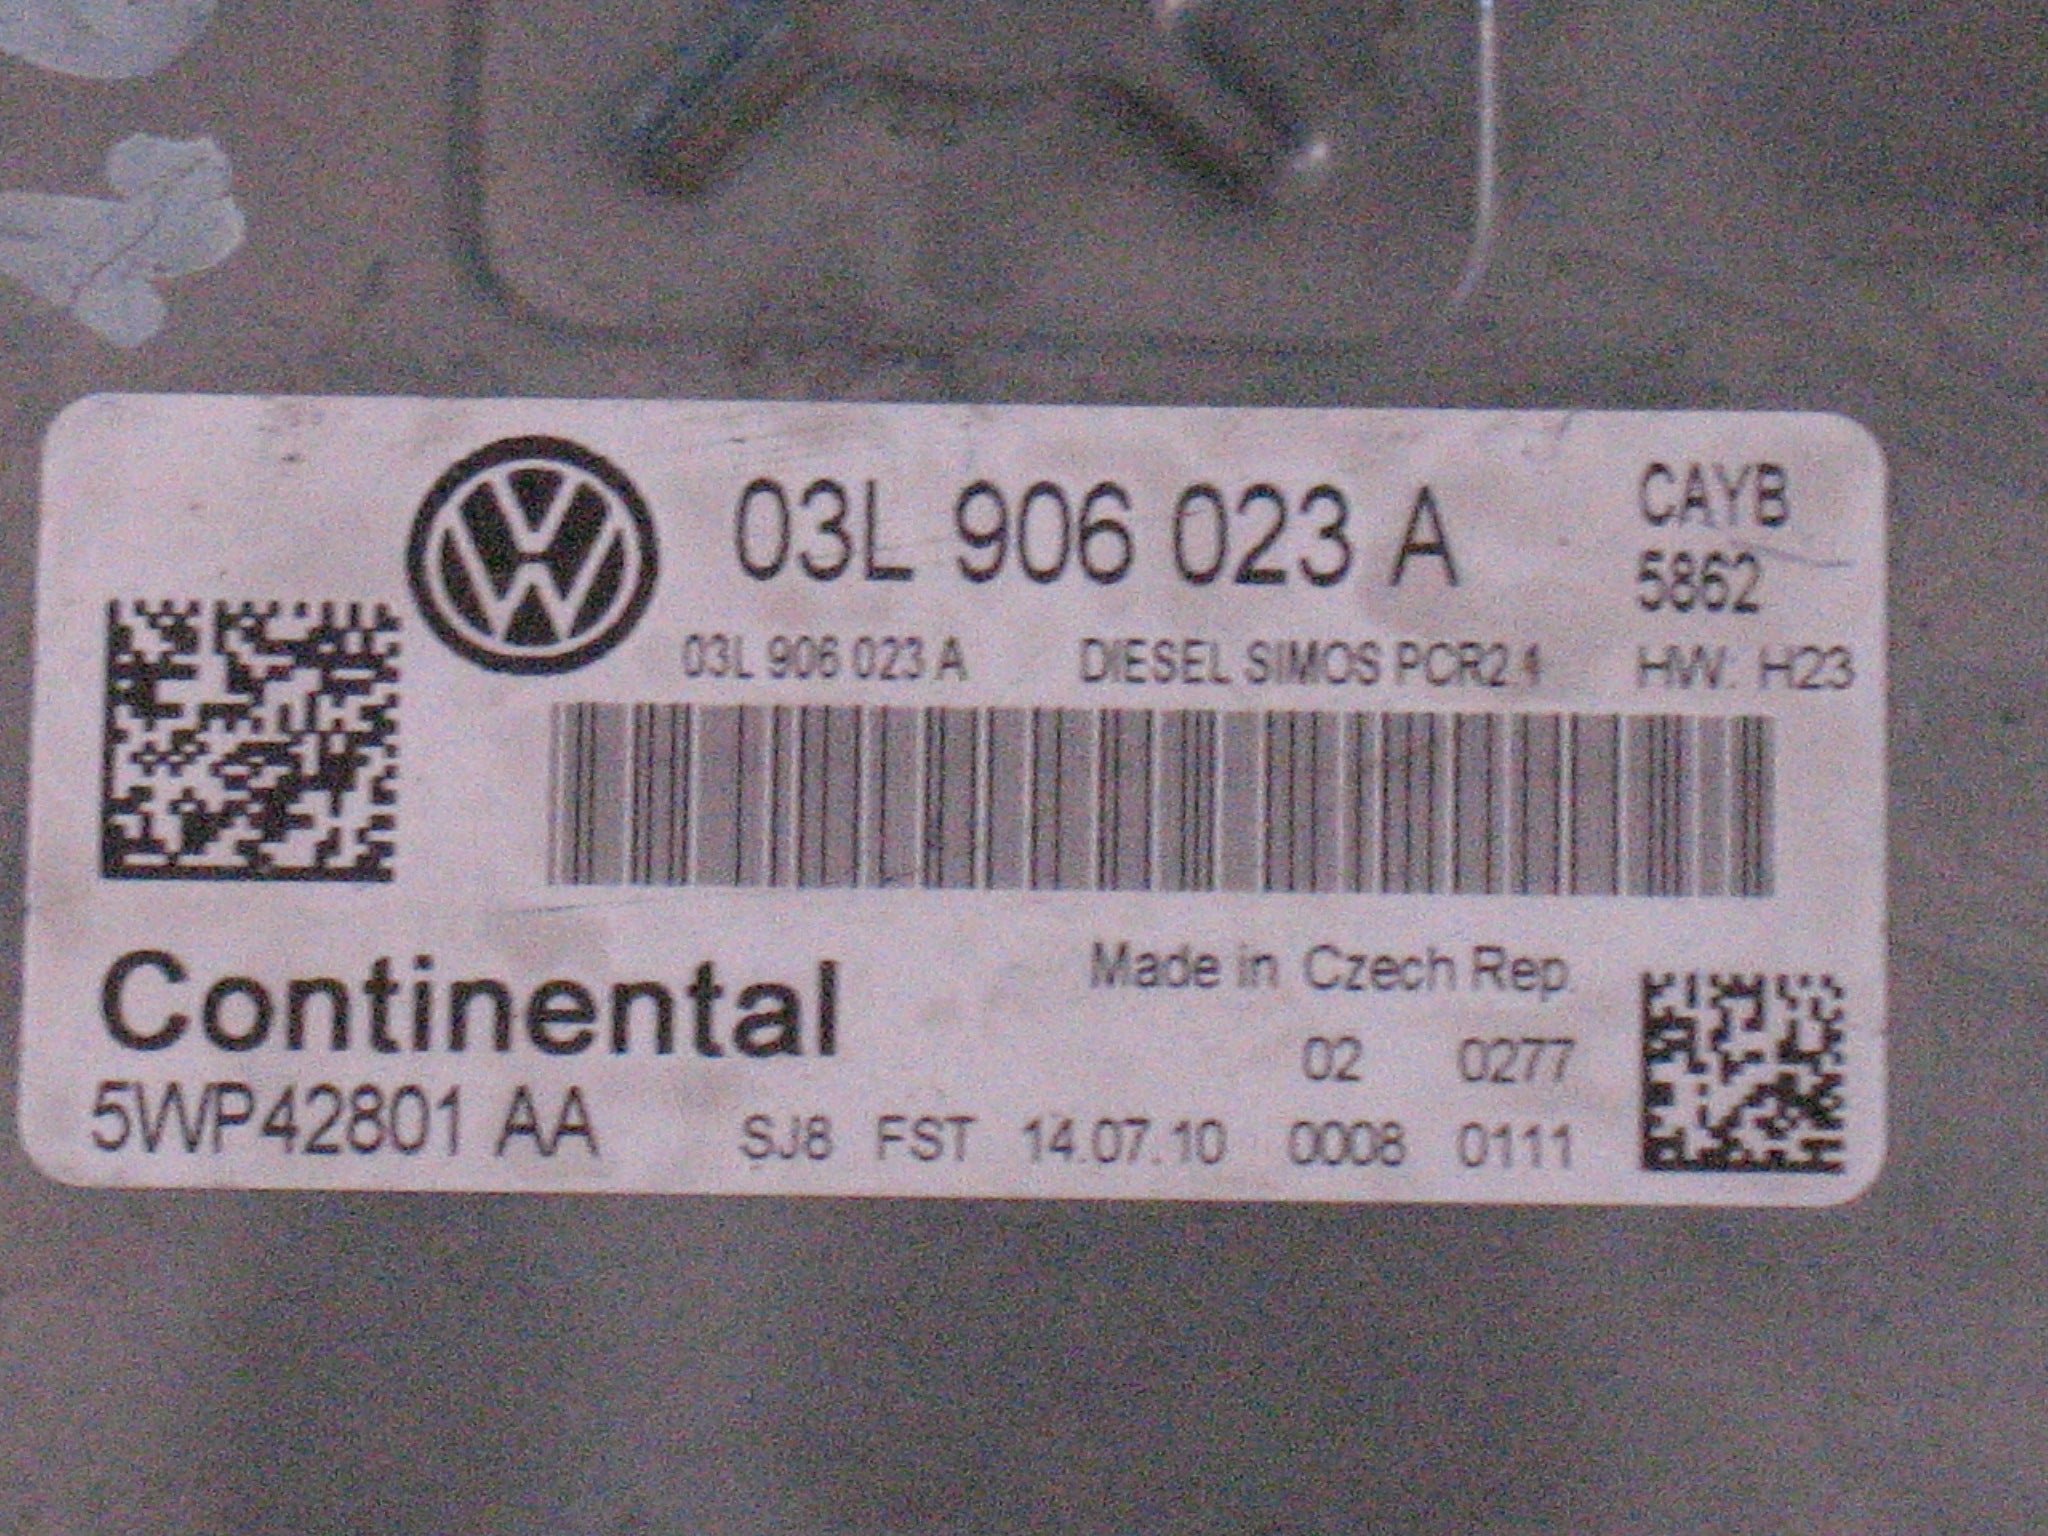 03L 906 023 A CAYB
5862
03L 906 023 A DIESEL SIMOS PCR2.1 HW: H23
Continental
Made in Czech Rep.
02 0277
5WP42801 AA SJ8 FST 14.07.10 0008 0111